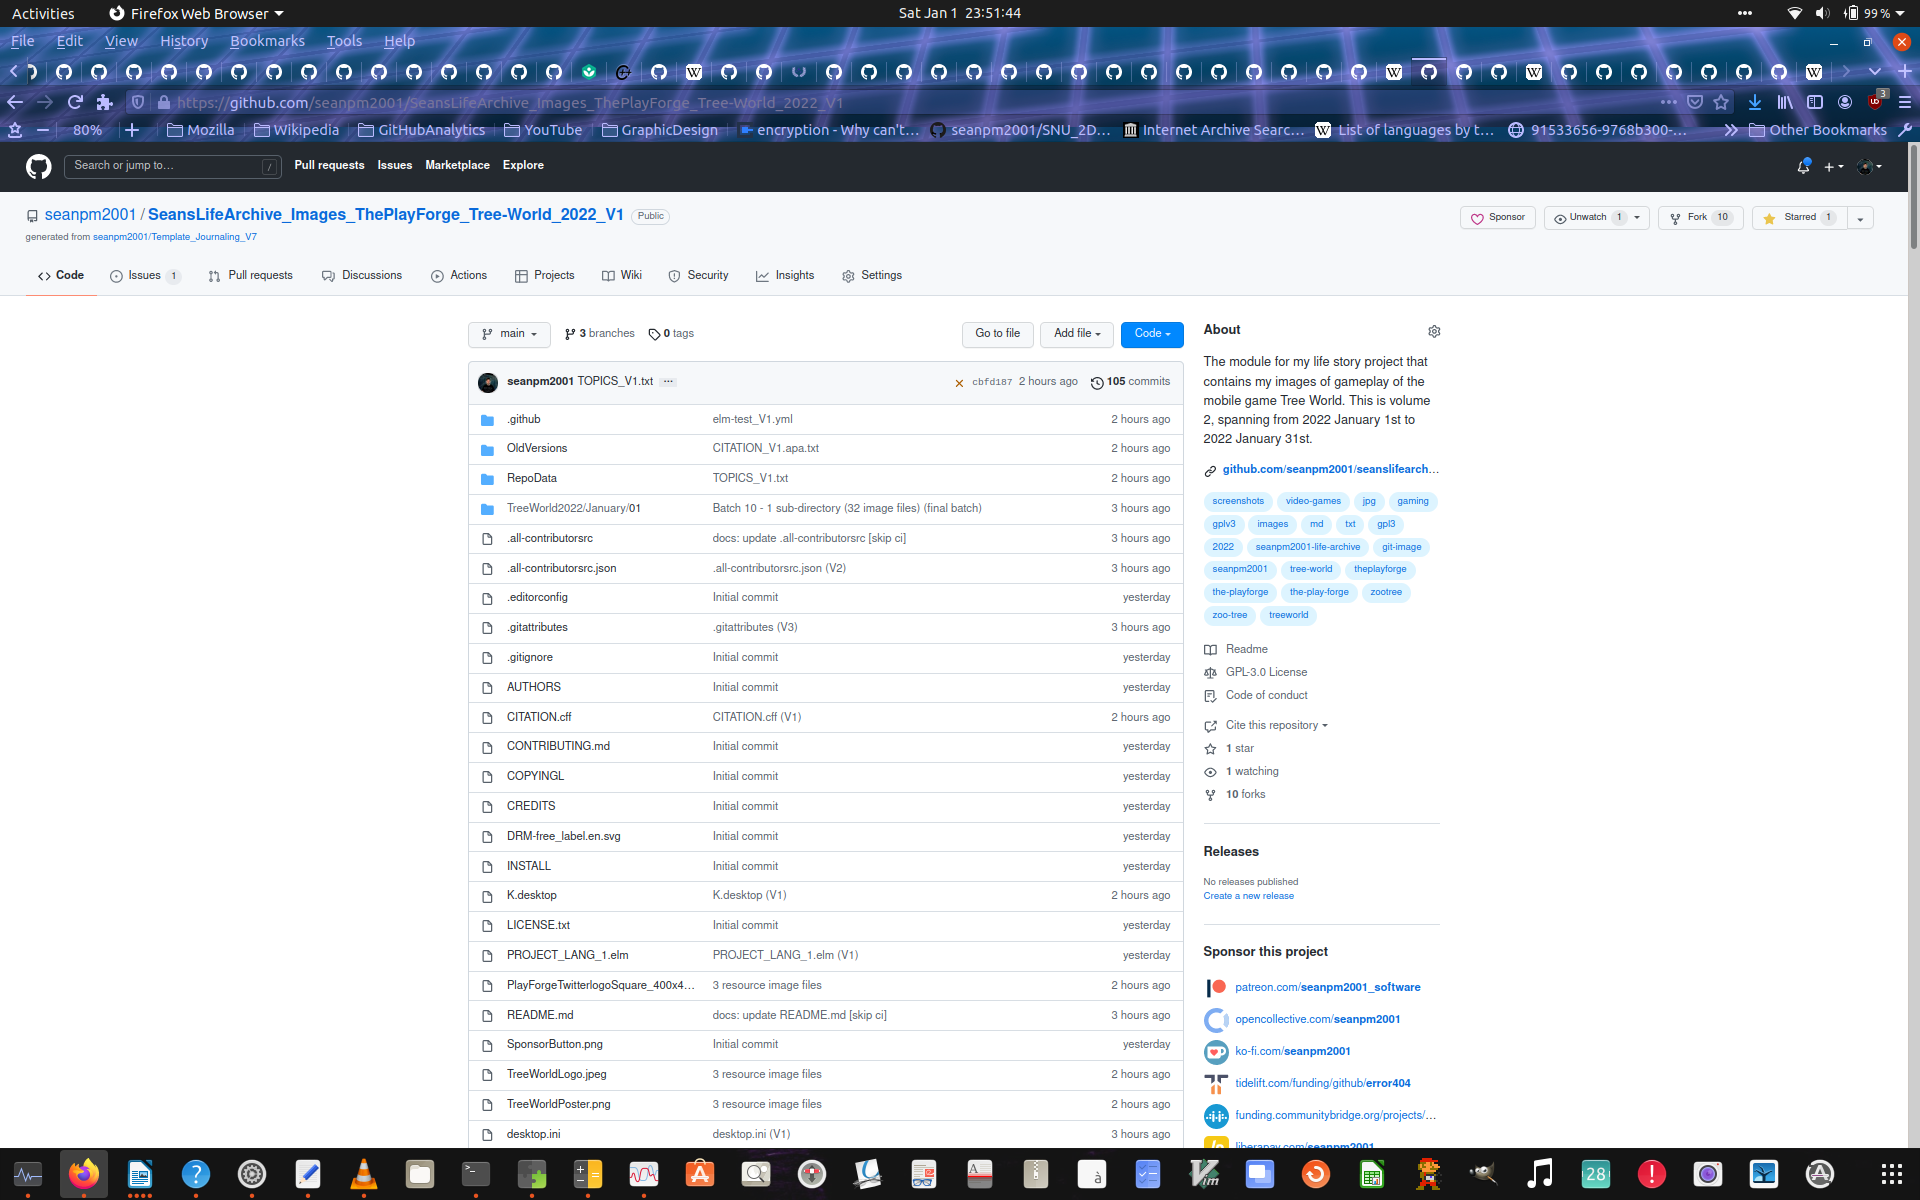 Activities Firefox Web Browser Sat Jan 1 23:51:44 99 %
File Edit View History Bookmarks Tools Help
https://github.com/seanpm2001/SeansLifeArchive_Images_ThePlayForge_Tree-World_2022_V1 3
80% Mozilla Wikipedia GitHubAnalytics YouTube GraphicDesign encryption - Why can't... seanpm2001/SNU_2D... Internet Archive Searc... List of languages by t... 91533656-9768b300-... Other Bookmarks
Search or jump to... / Pull requests Issues Marketplace Explore
seanpm2001 / SeansLifeArchive_Images_ThePlayForge_Tree-World_2022_V1 Public Sponsor Unwatch 1 Fork 10 Starred 1
generated from seanpm2001/Template_Journaling_V7
Code Issues 1 Pull requests Discussions Actions Projects Wiki Security Insights Settings
main 3 branches 0 tags Go to file Add file Code
seanpm2001 TOPICS_V1.txt ... cbfd187 2 hours ago 105 commits
.github elm-test_V1.yml 2 hours ago
OldVersions CITATION_V1.apa.txt 2 hours ago
RepoData TOPICS_V1.txt 2 hours ago
TreeWorld2022/January/01 Batch 10 - 1 sub-directory (32 image files) (final batch) 3 hours ago
.all-contributorsrc docs: update .all-contributorsrc [skip ci] 3 hours ago
.all-contributorsrc.json .all-contributorsrc.json (V2) 3 hours ago
.editorconfig Initial commit yesterday
.gitattributes .gitattributes (V3) 3 hours ago
.gitignore Initial commit yesterday
AUTHORS Initial commit yesterday
CITATION.cff CITATION.cff (V1) 2 hours ago
CONTRIBUTING.md Initial commit yesterday
COPYINGL Initial commit yesterday
CREDITS Initial commit yesterday
DRM-free_label.en.svg Initial commit yesterday
INSTALL Initial commit yesterday
K.desktop K.desktop (V1) 2 hours ago
LICENSE.txt Initial commit yesterday
PROJECT_LANG_1.elm PROJECT_LANG_1.elm (V1) yesterday
PlayForgeTwitterlogoSquare_400x4... 3 resource image files 2 hours ago
README.md docs: update README.md [skip ci] 3 hours ago
SponsorButton.png Initial commit yesterday
TreeWorldLogo.jpeg 3 resource image files 2 hours ago
TreeWorldPoster.png 3 resource image files 2 hours ago
desktop.ini desktop.ini (V1) 3 hours ago
About
The module for my life story project that
contains my images of gameplay of the
mobile game Tree World. This is volume
2, spanning from 2022 January 1st to
2022 January 31st.
github.com/seanpm2001/seanslifearch...
screenshots video-games jpg gaming
gplv3 images md txt gpl3
2022 seanpm2001-life-archive git-image
seanpm2001 tree-world theplayforge
the-playforge the-play-forge zootree
zoo-tree treeworld
Readme
GPL-3.0 License
Code of conduct
Cite this repository
1 star
1 watching
10 forks
Releases
No releases published
Create a new release
Sponsor this project
patreon.com/seanpm2001_software
opencollective.com/seanpm2001
ko-fi.com/seanpm2001
tidelift.com/funding/github/error404
funding.communitybridge.org/projects/...
liberapay.com/seanpm2001
28